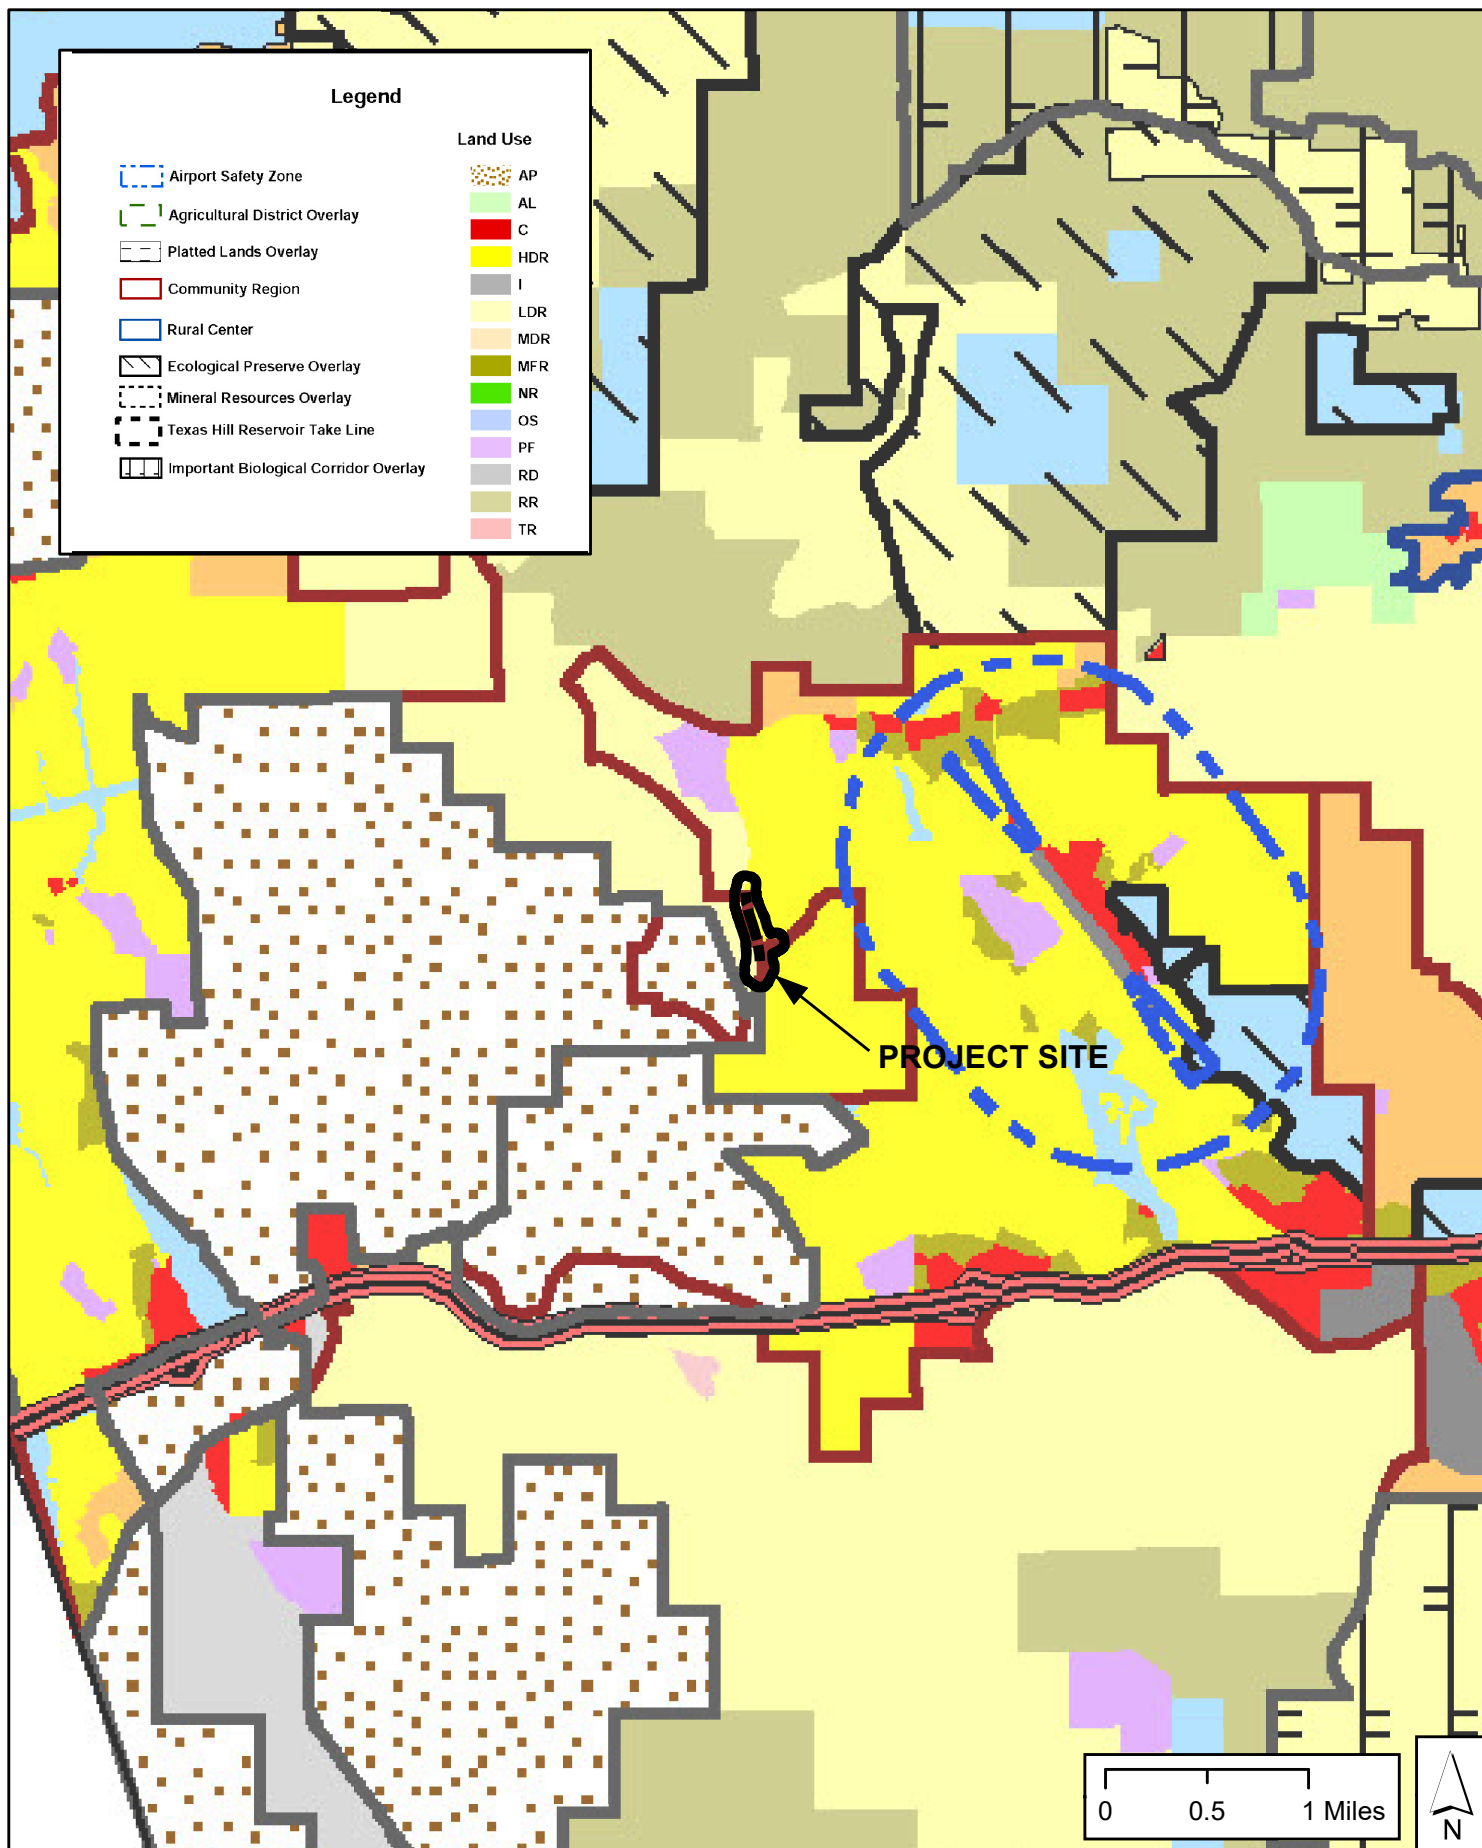 Legend
Land Use
Airport Safety Zone
Agricultural District Overlay
Platted Lands Overlay
Community Region
Rural Center
Ecological Preserve Overlay
Mineral Resources Overlay
Texas Hill Reservoir Take Line
Important Biological Corridor Overlay
AP
AL
C
HDR
I
LDR
MDR
MFR
NR
OS
PF
RD
RR
TR
PROJECT SITE
0 0.5 1 Miles
N